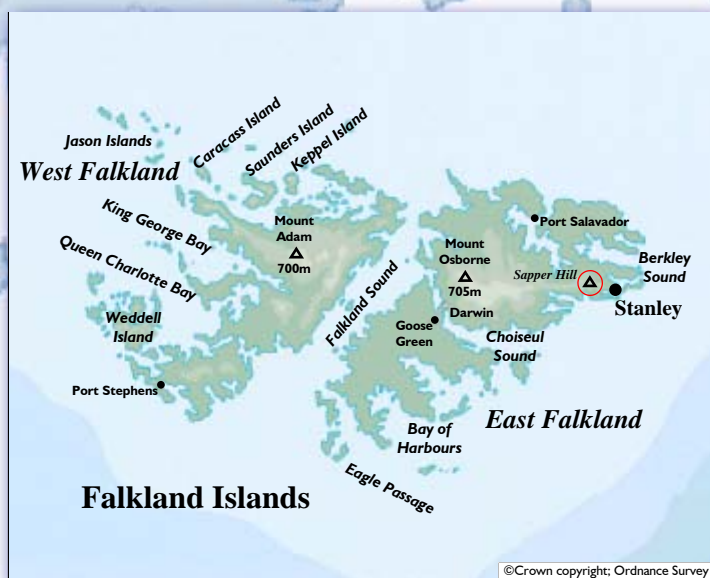 Jason Islands
West Falkland
Caracass Island
Saunders Island
Keppel Island
King George Bay
Queen Charlotte Bay
Mount
Adam
700m
Port Salavador
Mount
Osborne
705m
Sapper Hill
Berkley
Sound
Stanley
Falkland Sound
Weddell
Island
Darwin
Goose
Green
Choiseul
Sound
Port Stephens
East Falkland
Bay of
Harbours
Eagle Passage
Falkland Islands
©Crown copyright; Ordnance Survey